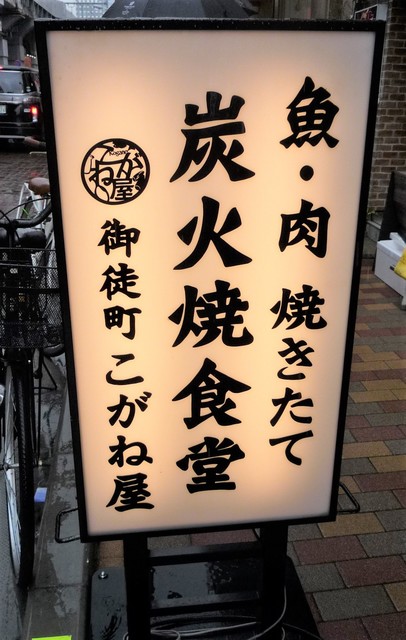 魚・肉 焼きたて
炭火焼食堂
こがね屋
御徒町 こがね屋